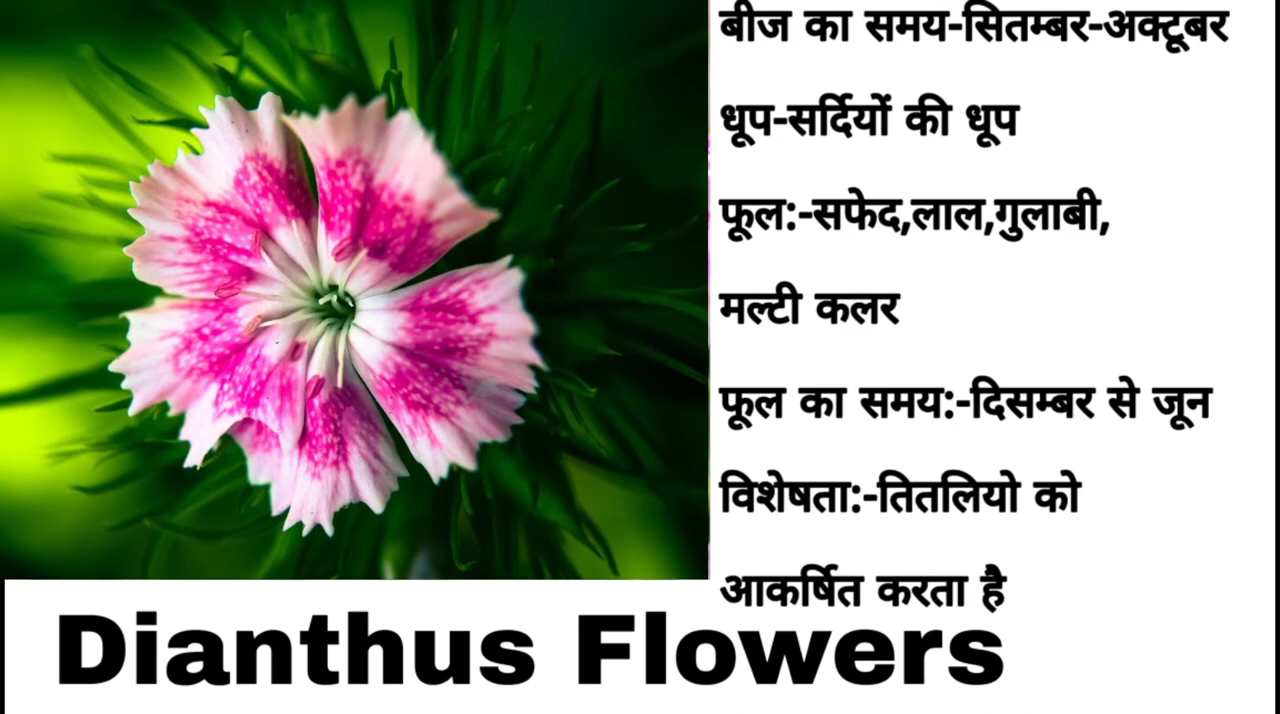 बीज का समय-सितम्बर-अक्टूबर
धूप-सर्दियों की धूप
फूल:-सफेद,लाल,गुलाबी,
मल्टी कलर
फूल का समय:-दिसम्बर से जून
विशेषता:-तितलियो को
आकर्षित करता है
Dianthus Flowers